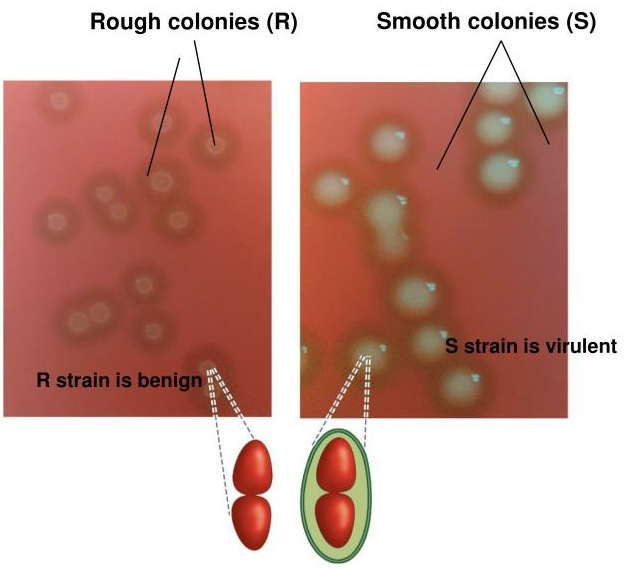 Rough colonies (R)
Smooth colonies (S)
R strain is benign
S strain is virulent